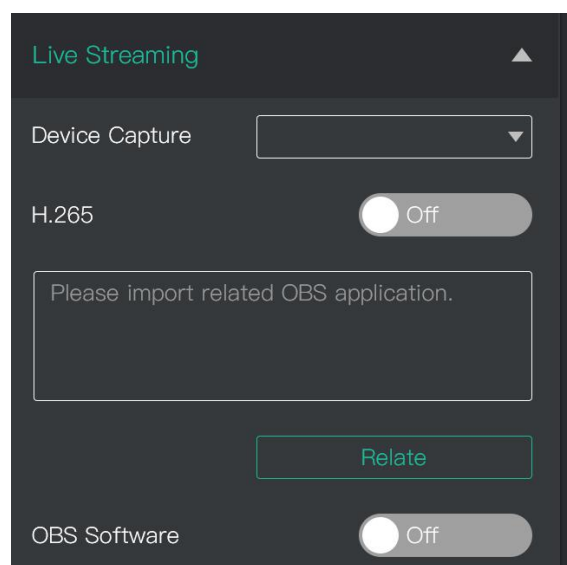 Live Streaming
Device Capture
H.265
Off
Please import related OBS application.
Relate
OBS Software
Off